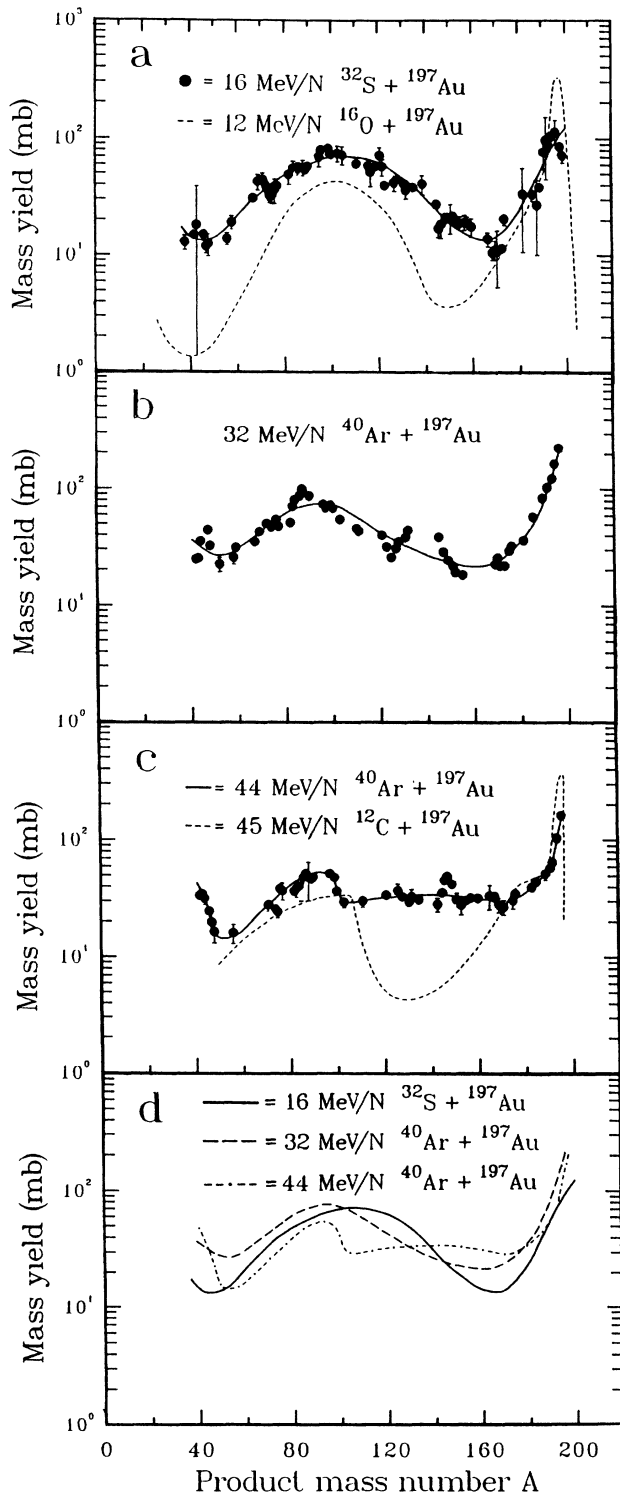 10³
a
● = 16 MeV/N ³²S + ¹⁹⁷Au
---- = 12 MeV/N ¹⁶O + ¹⁹⁷Au
10²
10¹
10⁰
Mass yield (mb)
b
32 MeV/N ⁴⁰Ar + ¹⁹⁷Au
10²
10¹
10⁰
Mass yield (mb)
c
— = 44 MeV/N ⁴⁰Ar + ¹⁹⁷Au
---- = 45 MeV/N ¹²C + ¹⁹⁷Au
10²
10¹
10⁰
Mass yield (mb)
d
— = 16 MeV/N ³²S + ¹⁹⁷Au
--- = 32 MeV/N ⁴⁰Ar + ¹⁹⁷Au
-·-·- = 44 MeV/N ⁴⁰Ar + ¹⁹⁷Au
10²
10¹
10⁰
Mass yield (mb)
0 40 80 120 160 200
Product mass number A